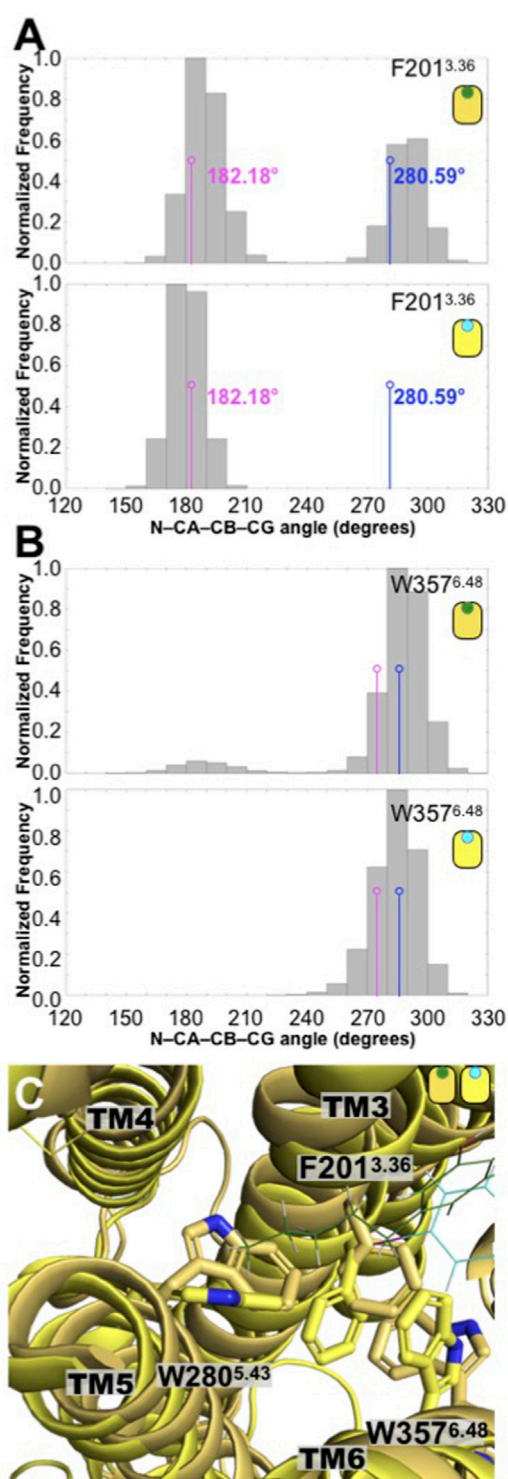 A
F201³·³⁶
Normalized Frequency
1.0
0.8
0.6
0.4
0.2
0.0
182.18°
280.59°
F201³·³⁶
Normalized Frequency
1.0
0.8
0.6
0.4
0.2
0.0
182.18°
280.59°
120 150 180 210 240 270 300 330
N–CA–CB–CG angle (degrees)
B
W357⁶·⁴⁸
Normalized Frequency
1.0
0.8
0.6
0.4
0.2
0.0
W357⁶·⁴⁸
Normalized Frequency
1.0
0.8
0.6
0.4
0.2
0.0
120 150 180 210 240 270 300 330
N–CA–CB–CG angle (degrees)
C
TM4
TM3
F201³·³⁶
TM5
W280⁵·⁴³
W357⁶·⁴⁸
TM6